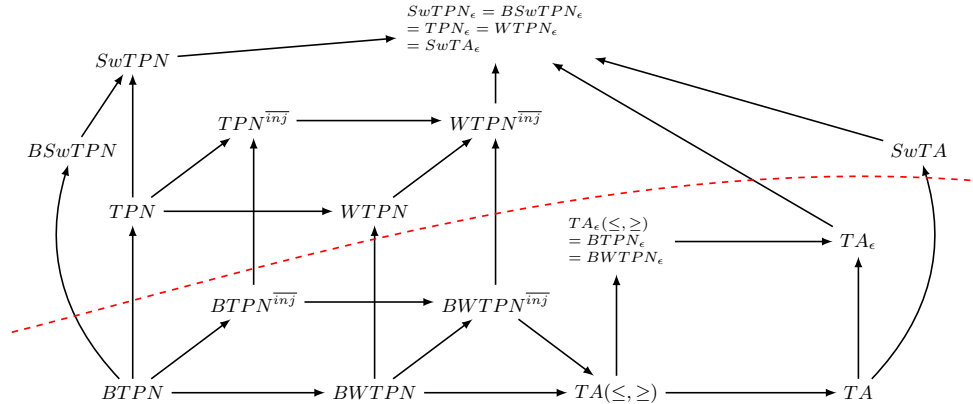 SwTPN_ϵ = BSwTPN_ϵ
= TPN_ϵ = WTPN_ϵ
= SwTA_ϵ
SwTPN
TPN^{\overline{inj}}
WTPN^{\overline{inj}}
BSwTPN
SwTA
TPN
WTPN
TA_ϵ(≤, ≥)
= BTPN_ϵ
= BWTPN_ϵ
TA_ϵ
BTPN^{\overline{inj}}
BWTPN^{\overline{inj}}
BTPN
BWTPN
TA(≤, ≥)
TA